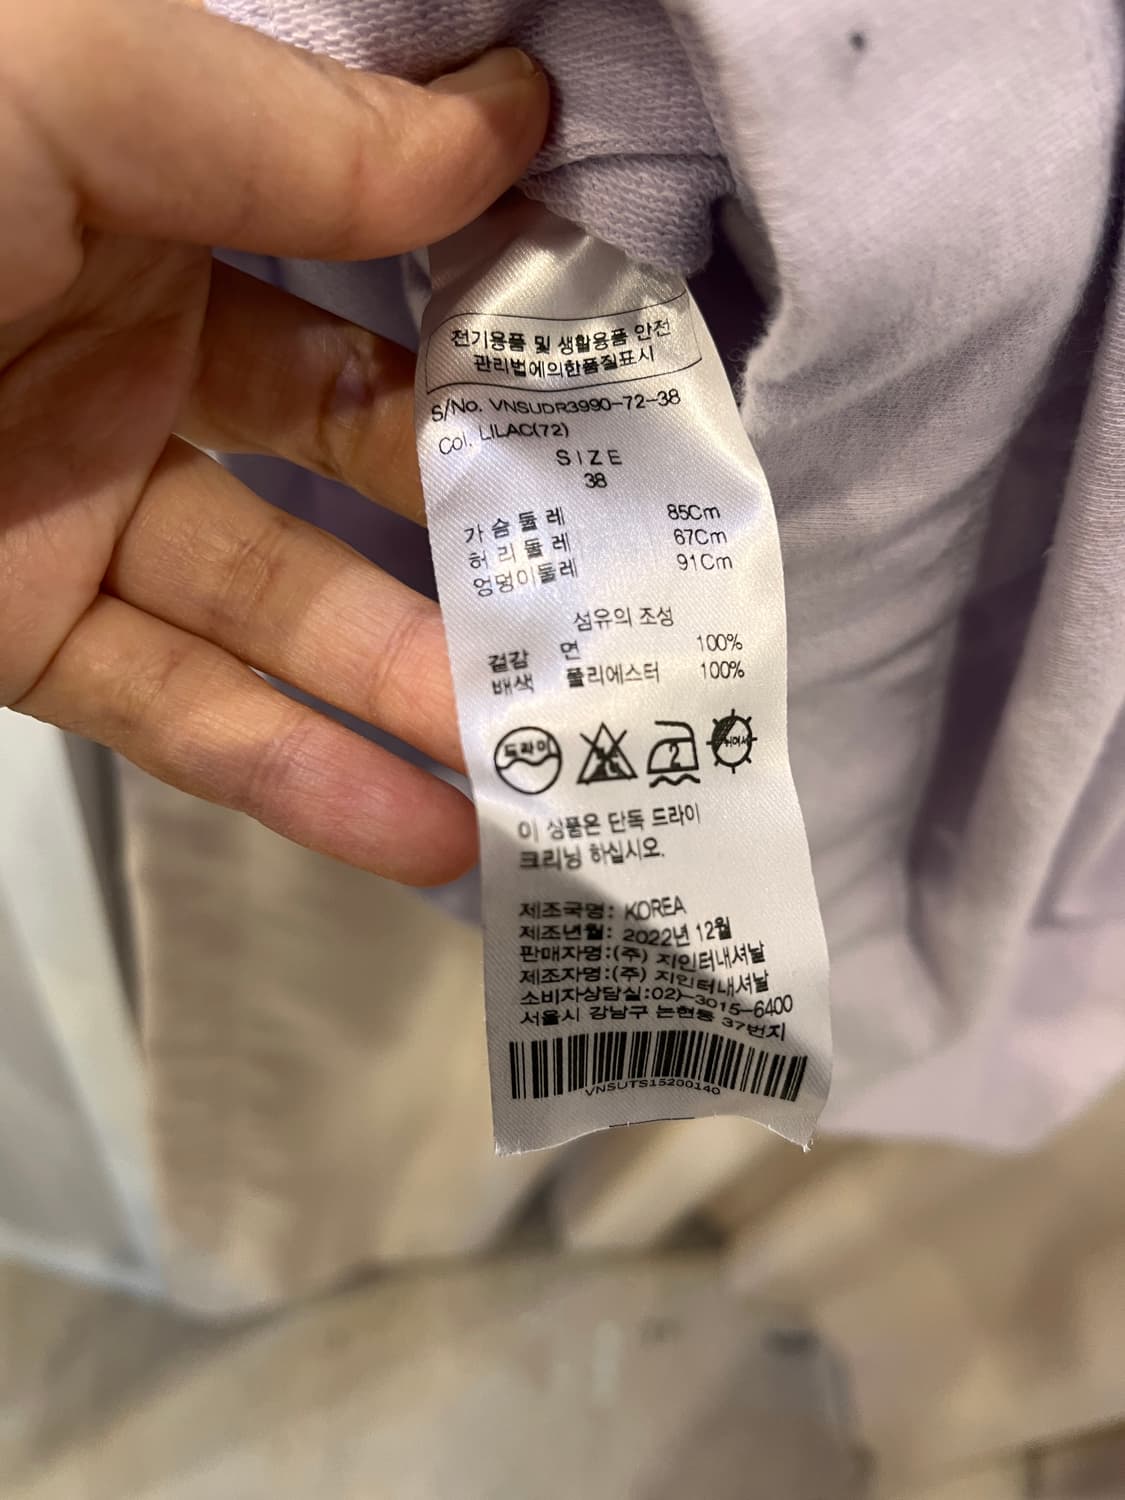 전기용품 및 생활용품 안전
관리법에의한품질표시
S/No. VNSUDR3990-72-38
Col. LILAC(72)
SIZE
38
가슴둘레 85Cm
허리둘레 67Cm
엉덩이둘레 91Cm
섬유의 조성
겉감 면 100%
배색 폴리에스터 100%
드라이 2 뉘어서
이 상품은 단독 드라이
크리닝 하십시오.
제조국명: KOREA
제조년월: 2022년 12월
판매자명:(주) 지인터내셔날
제조자명:(주) 지인터내셔날
소비자상담실:02)-3015-6400
서울시 강남구 논현동 37번지
VNSUTS15200140